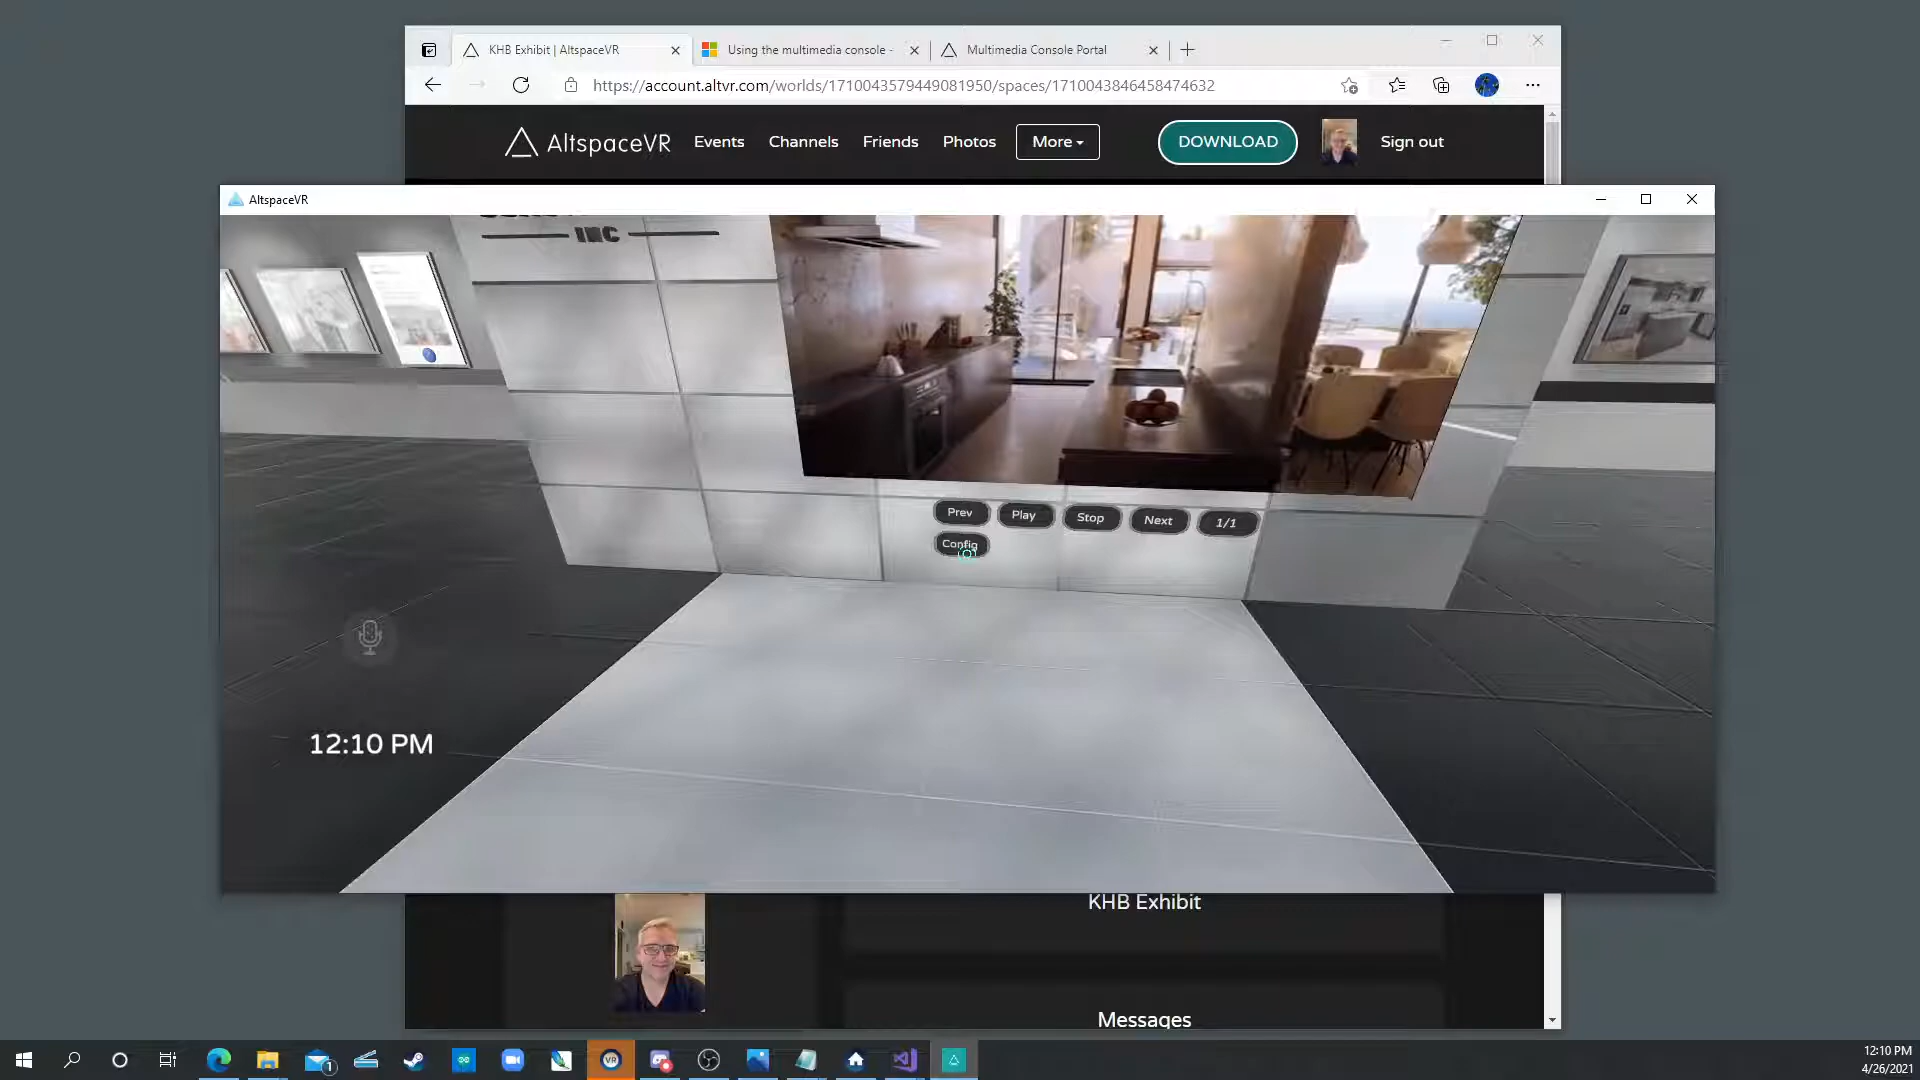 KHB Exhibit | AltspaceVR
Using the multimedia console -
Multimedia Console Portal
https://account.altvr.com/worlds/1710043579449081950/spaces/1710043846458474632
AltspaceVR
Events
Channels
Friends
Photos
More
DOWNLOAD
Sign out
AltspaceVR
INC
Prev
Play
Stop
Next
1/1
Config
12:10 PM
KHB Exhibit
Messages
1
VR
12:10 PM
4/26/2021